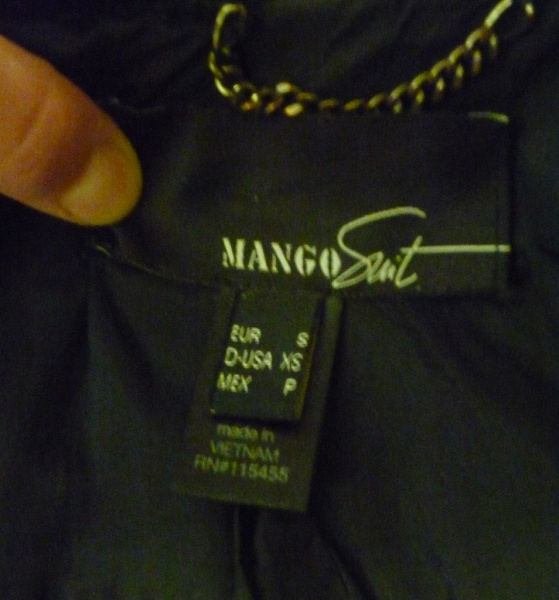 MANGO Suit
EUR S
D-USA XS
MEX P
made in
VIETNAM
RN#115455